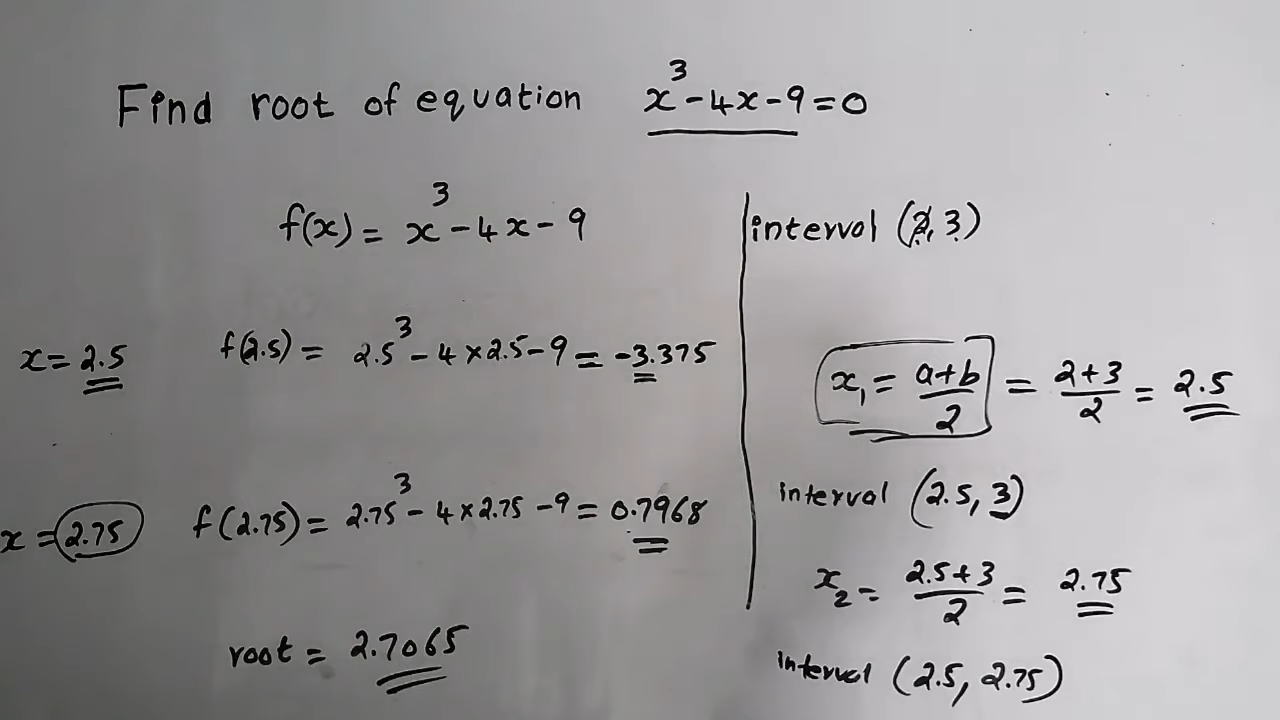 Find root of equation x³-4x-9=0
f(x) = x³-4x-9
x= 2.5 f(2.5) = 2.5³-4×2.5-9 = -3.375
x = 2.75 f(2.75) = 2.75³-4×2.75-9 = 0.7968
root = 2.7065
interval (2, 3)
x₁ = a+b/2 = 2+3/2 = 2.5
interval (2.5, 3)
x₂ = 2.5+3/2 = 2.75
interval (2.5, 2.75)